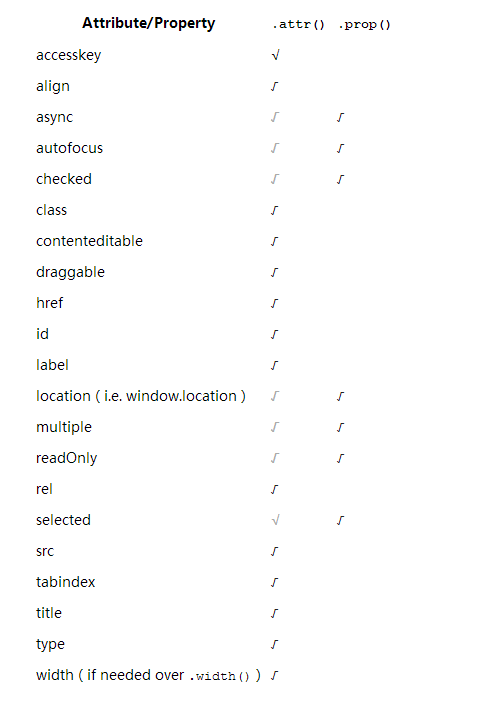 Attribute/Property .attr() .prop()
accesskey √
align √
async √ √
autofocus √ √
checked √ √
class √
contenteditable √
draggable √
href √
id √
label √
location ( i.e. window.location ) √ √
multiple √ √
readOnly √ √
rel √
selected √ √
src √
tabindex √
title √
type √
width ( if needed over .width() ) √